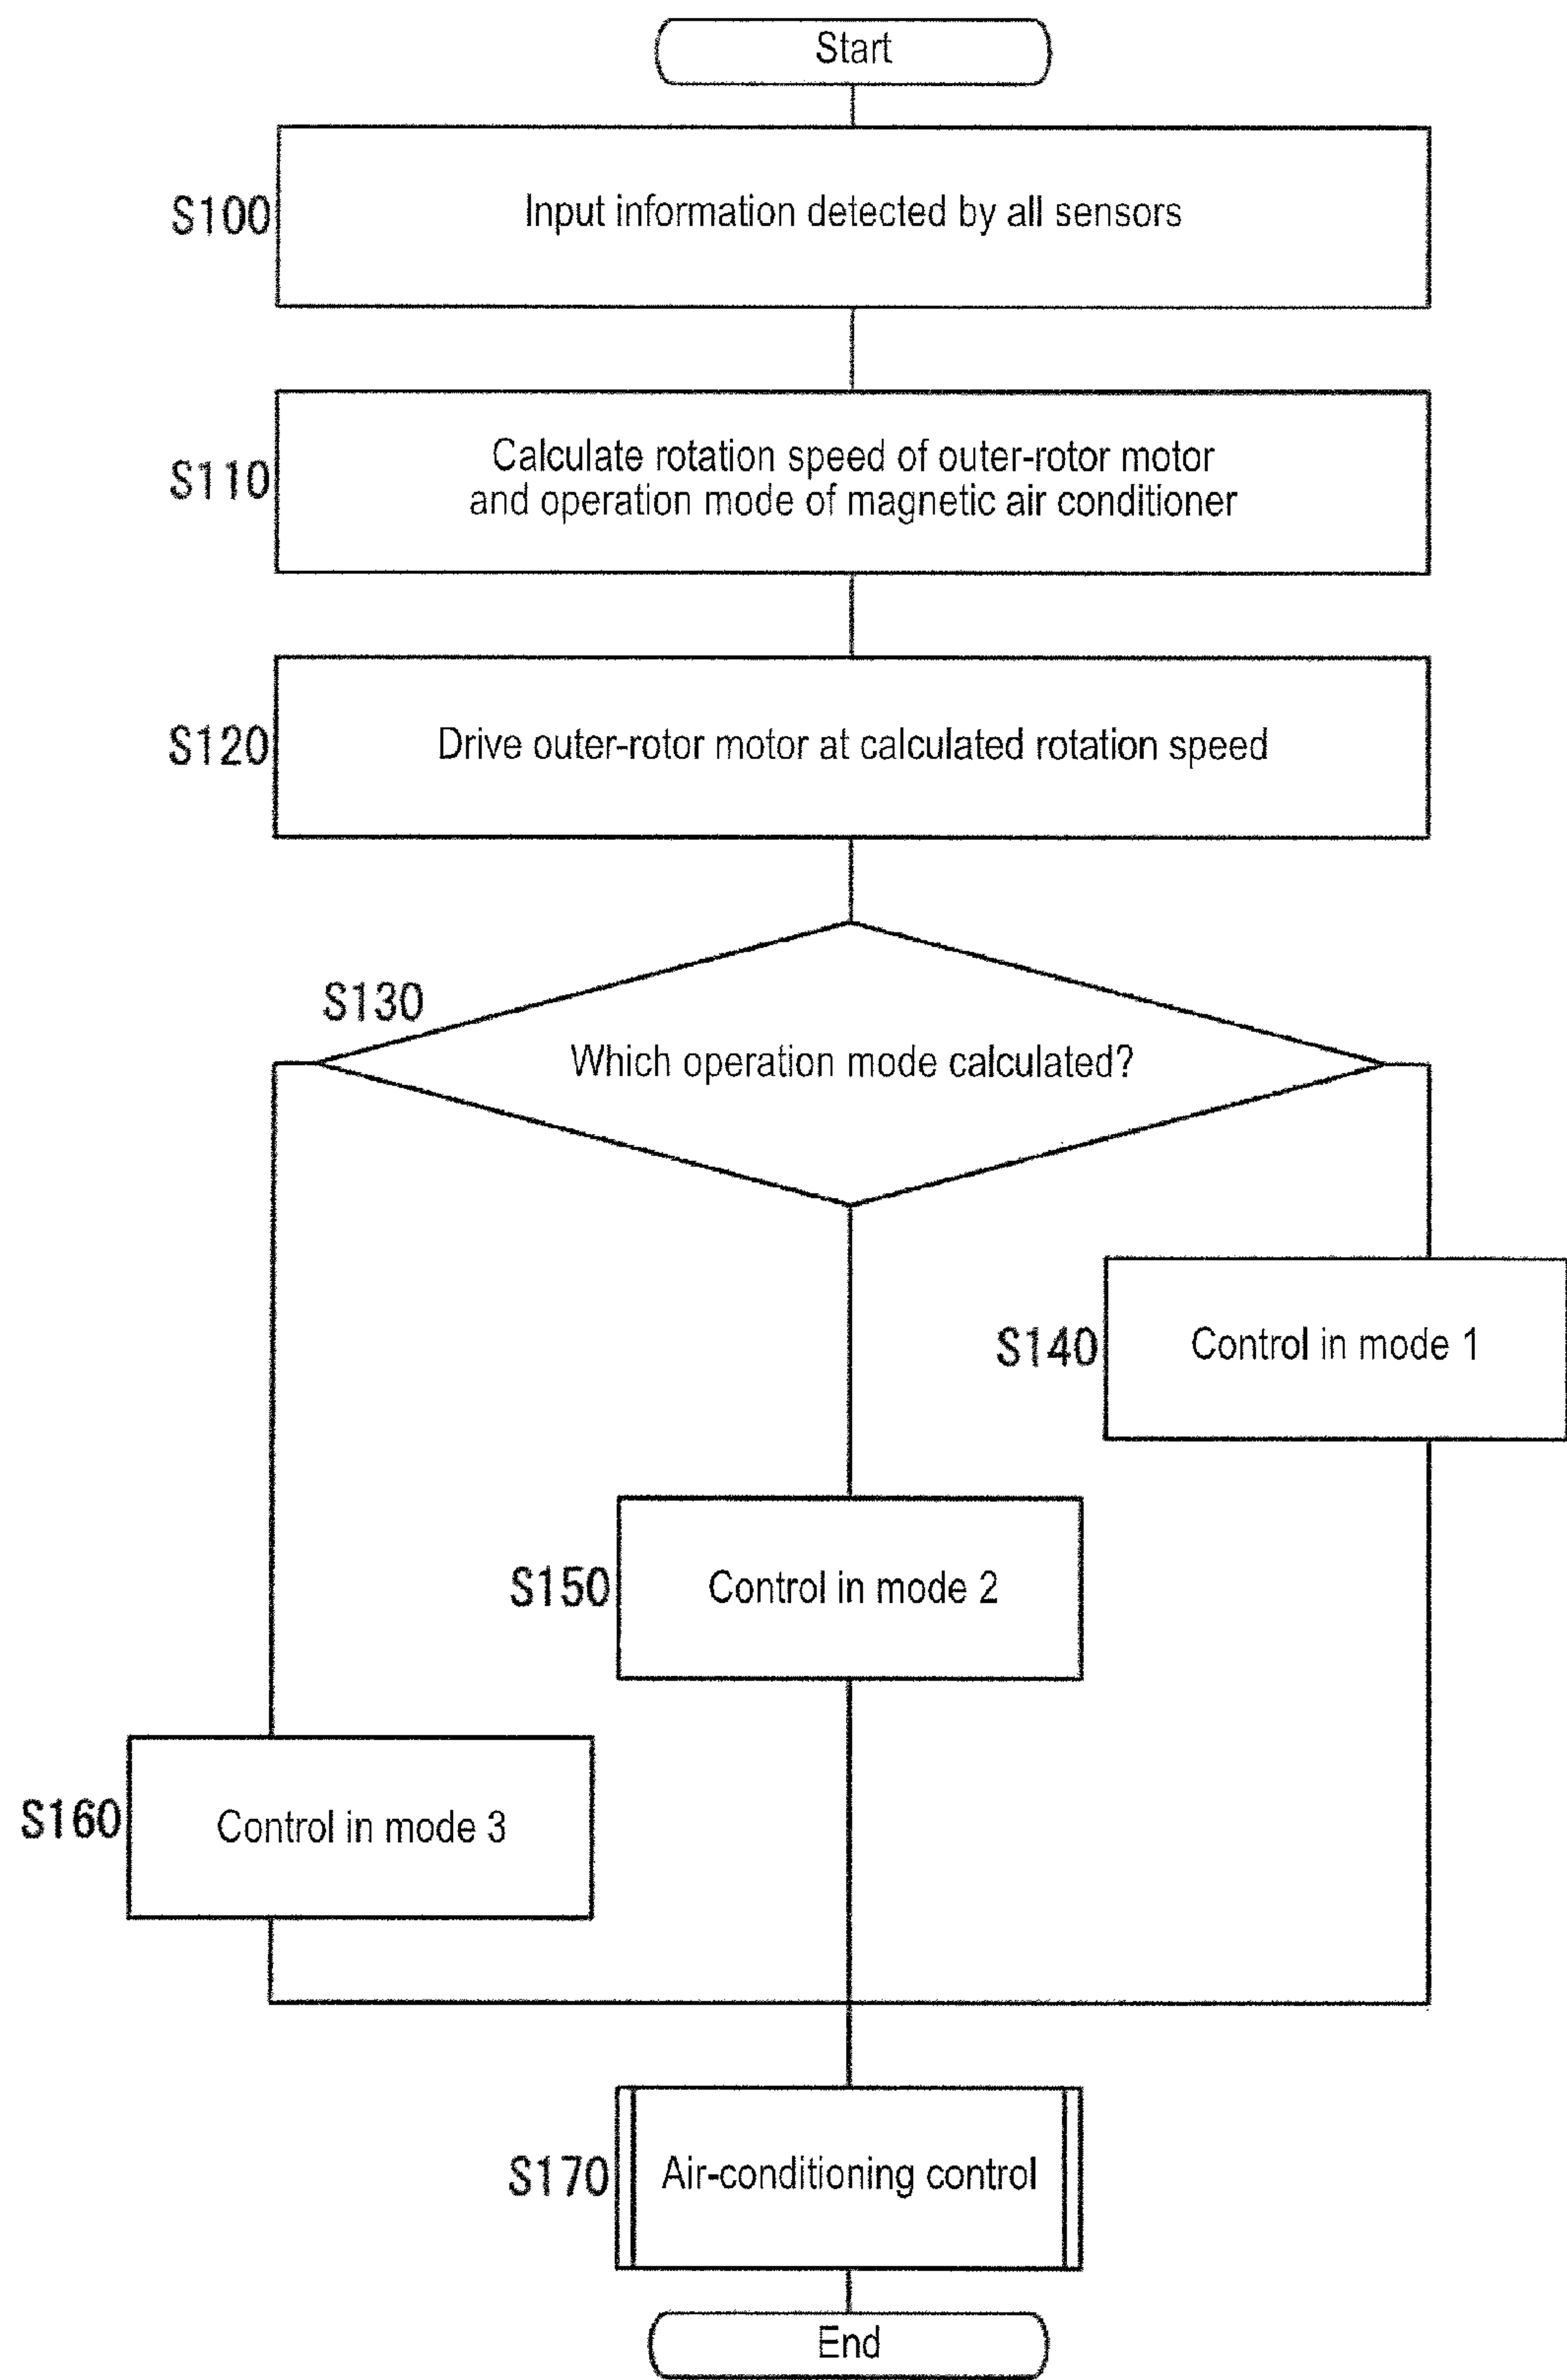 Start
S100
Input information detected by all sensors
S110
Calculate rotation speed of outer-rotor motor
and operation mode of magnetic air conditioner
S120
Drive outer-rotor motor at calculated rotation speed
S130
Which operation mode calculated?
S140
Control in mode 1
S150
Control in mode 2
S160
Control in mode 3
S170
Air-conditioning control
End